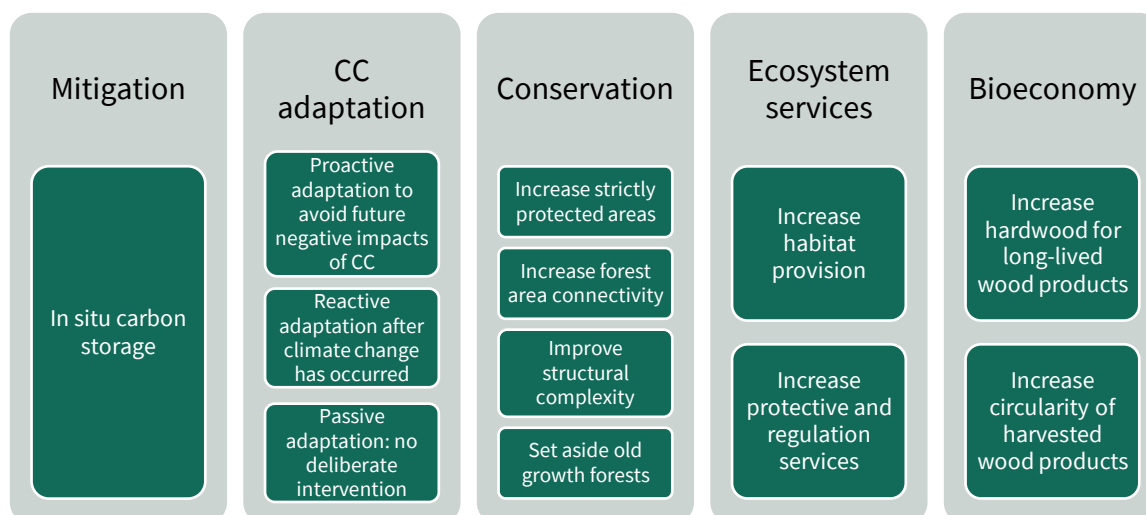 Mitigation
In situ carbon
storage
CC
adaptation
Proactive
adaptation to
avoid future
negative impacts
of CC
Reactive
adaptation after
climate change
has occurred
Passive
adaptation: no
deliberate
intervention
Conservation
Increase strictly
protected areas
Increase forest
area connectivity
Improve
structural
complexity
Set aside old
growth forests
Ecosystem
services
Increase
habitat
provision
Increase
protective and
regulation
services
Bioeconomy
Increase
hardwood for
long-lived
wood products
Increase
circularity of
harvested
wood products